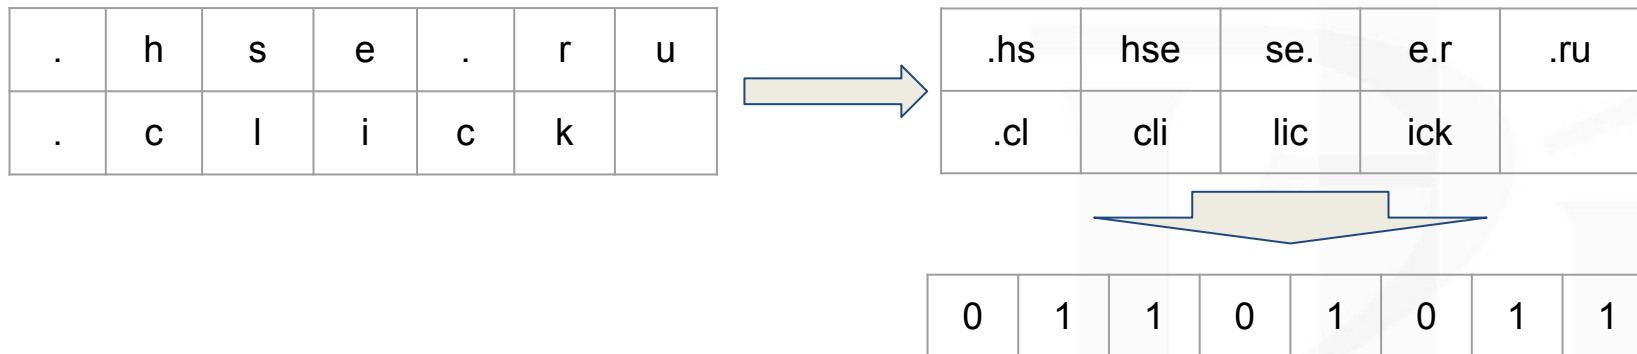 . h s e . r u
. c l i c k
.hs hse se. e.r .ru
.cl cli lic ick
0 1 1 0 1 0 1 1